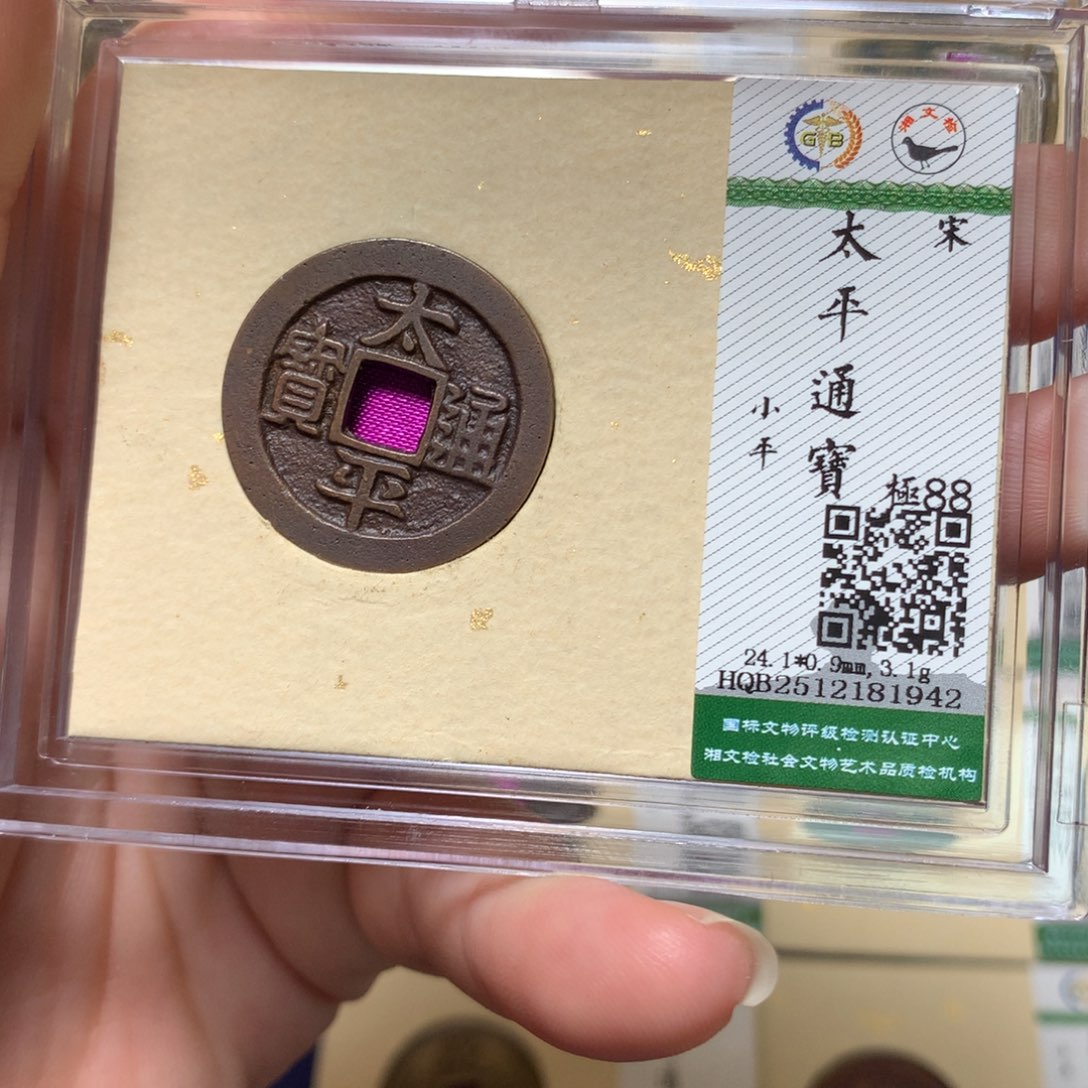 太平通寶
GB
湘文检
宋
太平通寶
小平
極88
24.1*0.9mm,3.1g
HQB2512181942
国标文物评级检测认证中心
湘文检社会文物艺术品质检机构